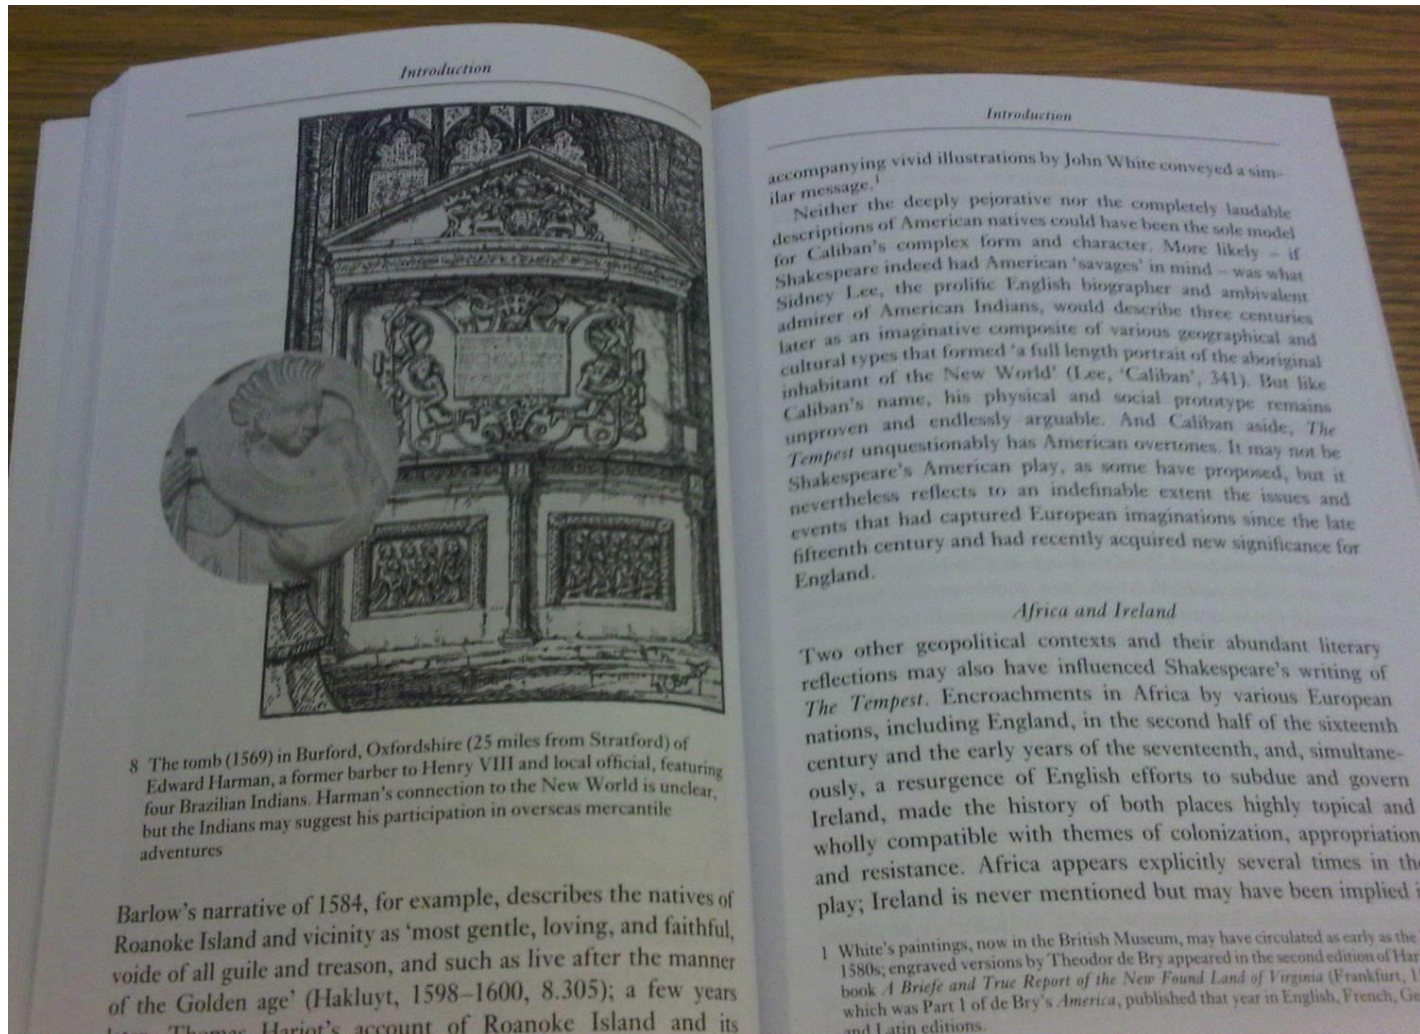 Introduction
8 The tomb (1569) in Burford, Oxfordshire (25 miles from Stratford) of
Edward Harman, a former barber to Henry VIII and local official, featuring
four Brazilian Indians. Harman's connection to the New World is unclear,
but the Indians may suggest his participation in overseas mercantile
adventures
Barlow's narrative of 1584, for example, describes the natives of
Roanoke Island and vicinity as 'most gentle, loving, and faithful,
voide of all guile and treason, and such as live after the manner
of the Golden age' (Hakluyt, 1598–1600, 8.305); a few years
later, Thomas Hariot's account of Roanoke Island and its
Introduction
accompanying vivid illustrations by John White conveyed a sim-
ilar message.1
Neither the deeply pejorative nor the completely laudable
descriptions of American natives could have been the sole model
for Caliban's complex form and character. More likely – if
Shakespeare indeed had American 'savages' in mind – was what
Sidney Lee, the prolific English biographer and ambivalent
admirer of American Indians, would describe three centuries
later as an imaginative composite of various geographical and
cultural types that formed 'a full length portrait of the aboriginal
inhabitant of the New World' (Lee, 'Caliban', 341). But like
Caliban's name, his physical and social prototype remains
unproven and endlessly arguable. And Caliban aside, The
Tempest unquestionably has American overtones. It may not be
Shakespeare's American play, as some have proposed, but it
nevertheless reflects to an indefinable extent the issues and
events that had captured European imaginations since the late
fifteenth century and had recently acquired new significance for
England.
Africa and Ireland
Two other geopolitical contexts and their abundant literary
reflections may also have influenced Shakespeare's writing of
The Tempest. Encroachments in Africa by various European
nations, including England, in the second half of the sixteenth
century and the early years of the seventeenth, and, simultane-
ously, a resurgence of English efforts to subdue and govern
Ireland, made the history of both places highly topical and
wholly compatible with themes of colonization, appropriation
and resistance. Africa appears explicitly several times in the
play; Ireland is never mentioned but may have been implied
1 White's paintings, now in the British Museum, may have circulated as early as the
1580s; engraved versions by Theodor de Bry appeared in the second edition of
book A Briefe and True Report of the New Found Land of Virginia (Frankfurt,
which was Part 1 of de Bry's America, published that year in English, French,
and Latin editions.